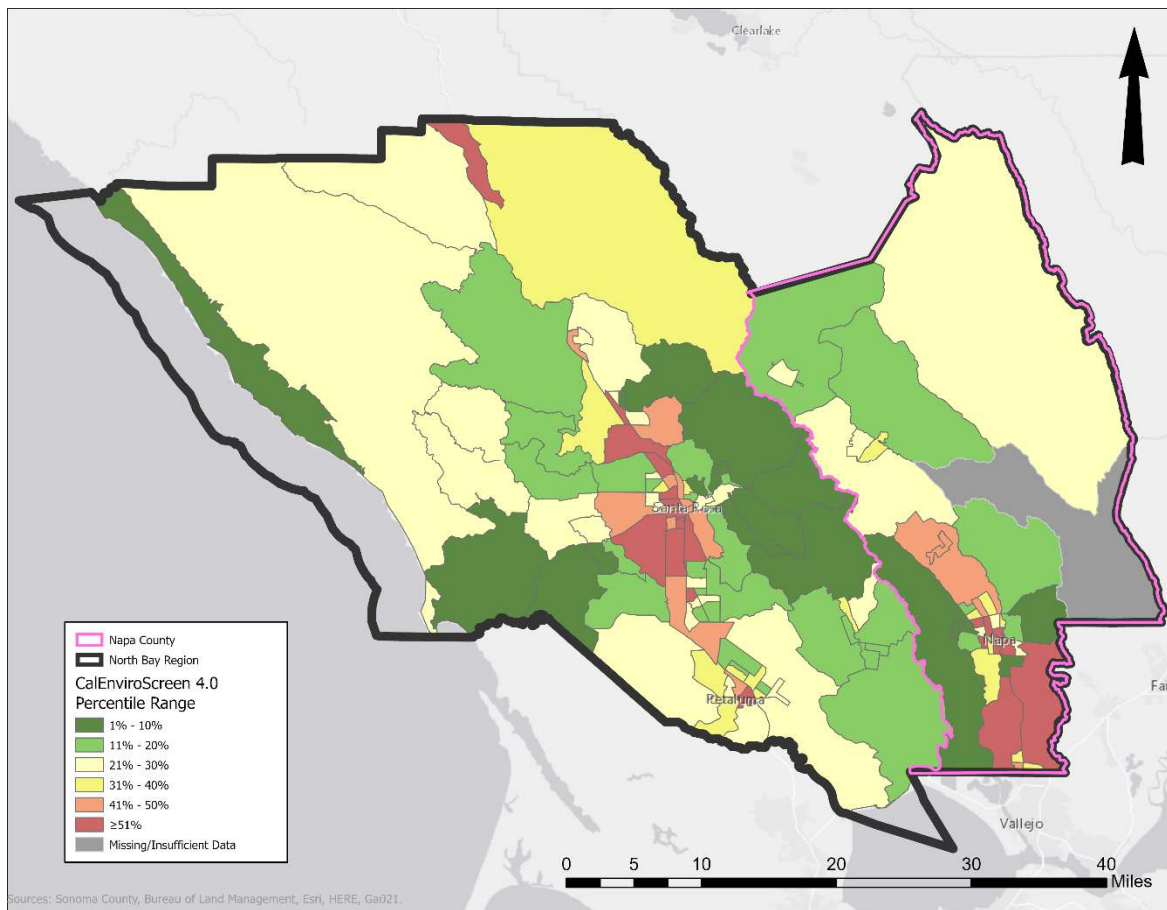 Clearlake
Santa Rosa
Napa
Petaluma
Vallejo
Fai
Napa County
North Bay Region
CalEnviroScreen 4.0
Percentile Range
1% - 10%
11% - 20%
21% - 30%
31% - 40%
41% - 50%
≥51%
Missing/Insufficient Data
0 5 10 20 30 40
Miles
Sources: Sonoma County, Bureau of Land Management, Esri, HERE, Gar021.